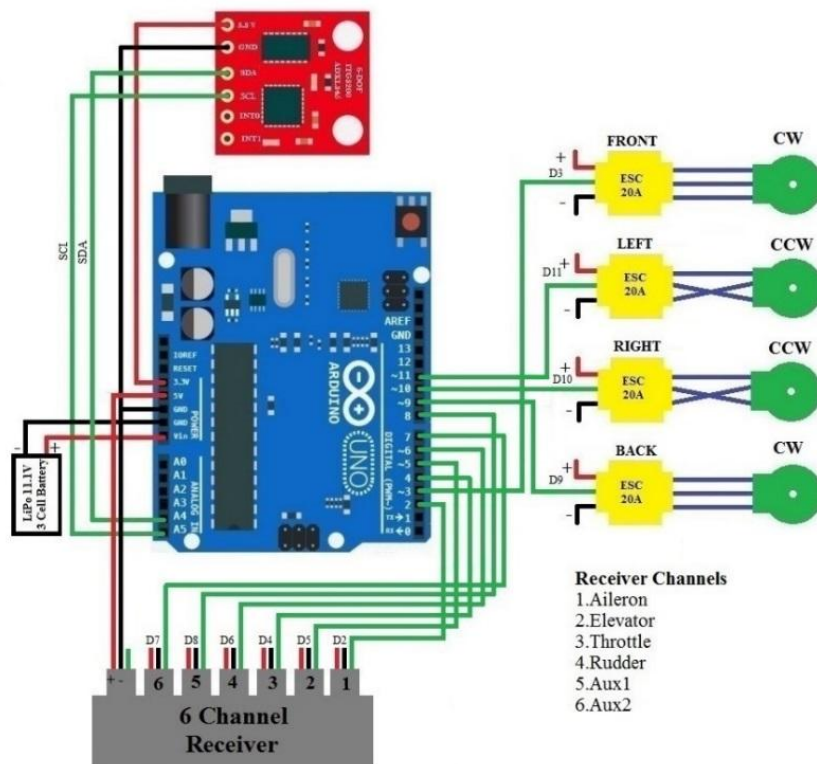 3.3V
GND
SDA
SCL
INT0
INT1
6-DOF
ITG3200
SCL
SDA
IOREF
RESET
3.3V
5V
GND
GND
Vin
POWER
A0
A1
A2
A3
A4
A5
ANALOG IN
AREF
GND
13
12
~11
~10
~9
8
7
~6
~5
4
~3
2
TX→1
RX←0
DIGITAL (PWM~)
ARDUINO
UNO
- +
LiPo 11.1V
3 Cell Battery
FRONT
CW
D3
+
-
ESC
20A
LEFT
CCW
D11
+
-
ESC
20A
RIGHT
CCW
D10
+
-
ESC
20A
BACK
CW
D9
+
-
ESC
20A
Receiver Channels
1.Aileron
2.Elevator
3.Throttle
4.Rudder
5.Aux1
6.Aux2
D7 D8 D6 D4 D5 D2
+ - 6 5 4 3 2 1
6 Channel
Receiver